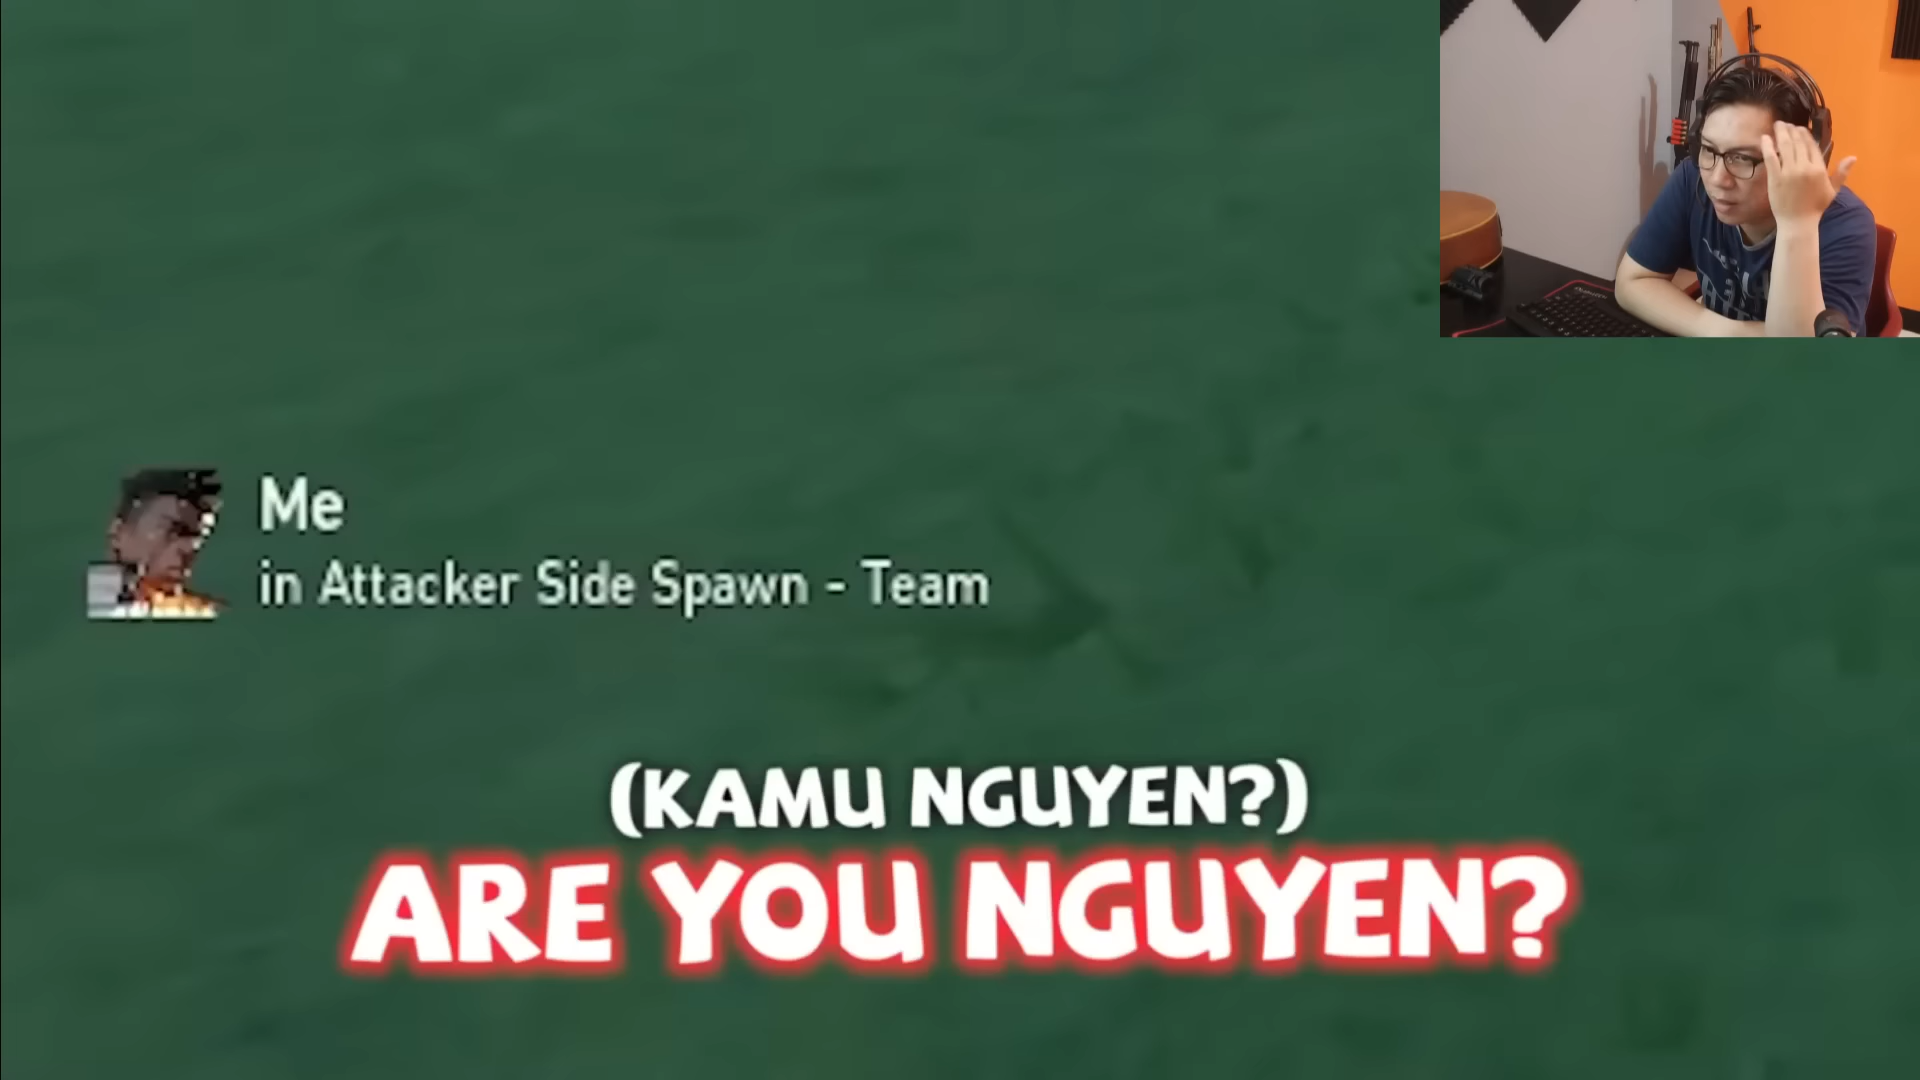 Me
in Attacker Side Spawn - Team
(KAMU NGUYEN?)
ARE YOU NGUYEN?